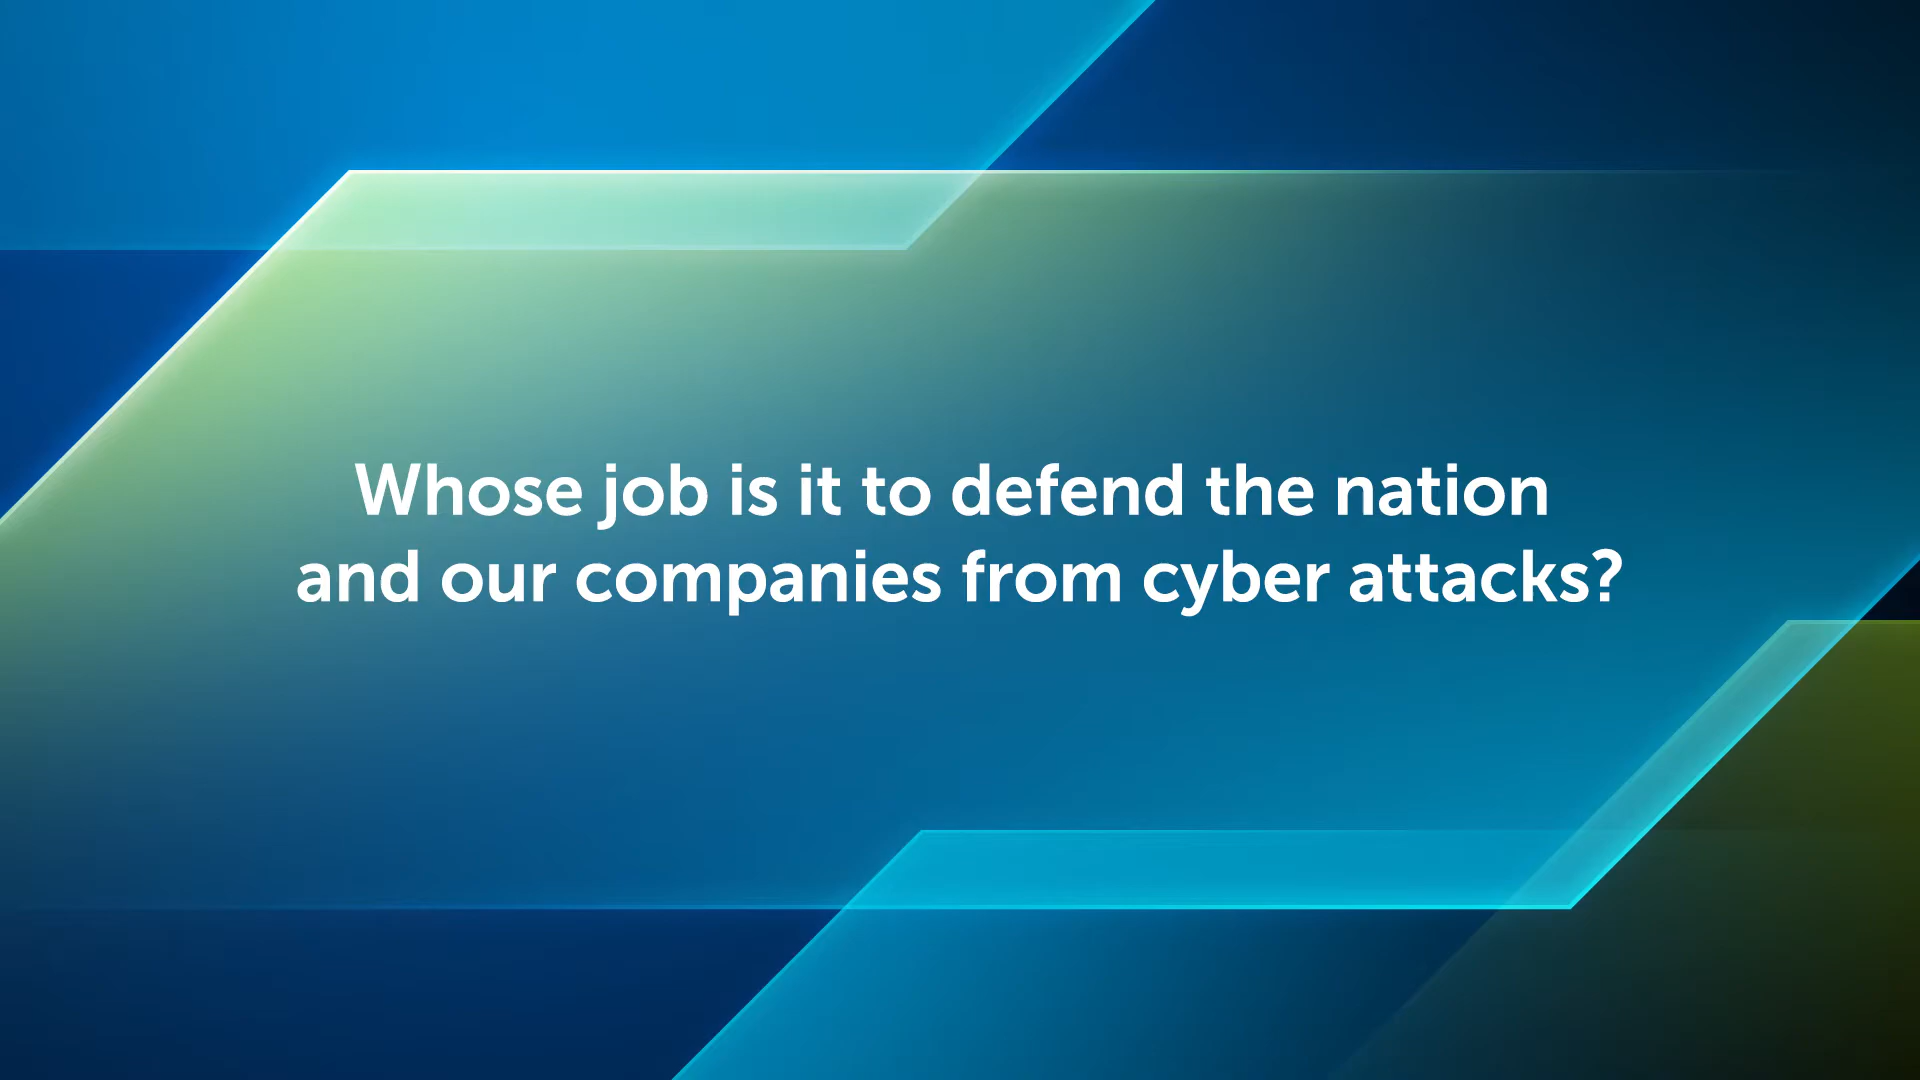 Whose job is it to defend the nation
and our companies from cyber attacks?